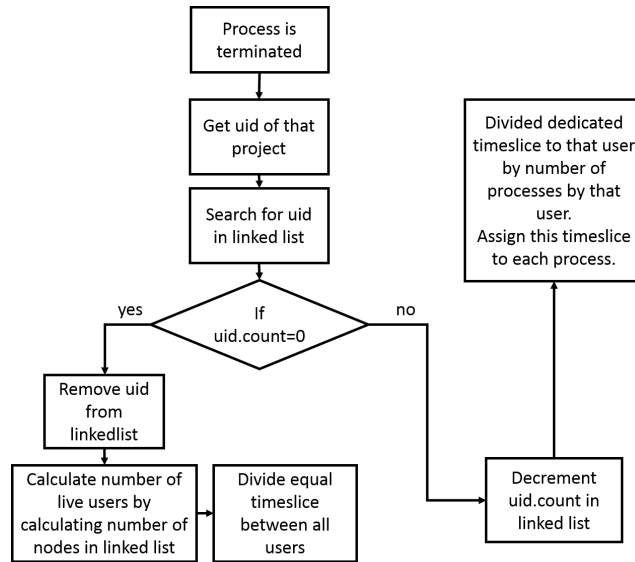 Process is
terminated
Get uid of that
project
Search for uid
in linked list
If
uid.count=0
yes
no
Remove uid
from
linkedlist
Calculate number of
live users by
calculating number of
nodes in linked list
Divide equal
timeslice
between all
users
Decrement
uid.count in
linked list
Divided dedicated
timeslice to that user
by number of
processes by that
user.
Assign this timeslice
to each process.